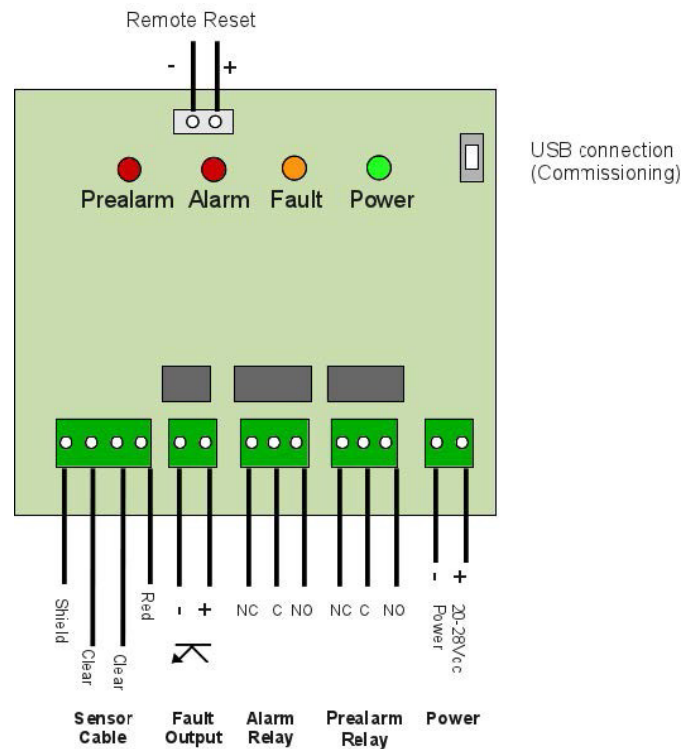 Remote Reset
- +
USB connection
(Commissioning)
Prealarm Alarm Fault Power
Shield
Clear
Clear
Red
- +
NC C NO
NC C NO
- +
Power
20-28Vcc
Sensor
Cable
Fault
Output
Alarm
Relay
Prealarm
Relay
Power